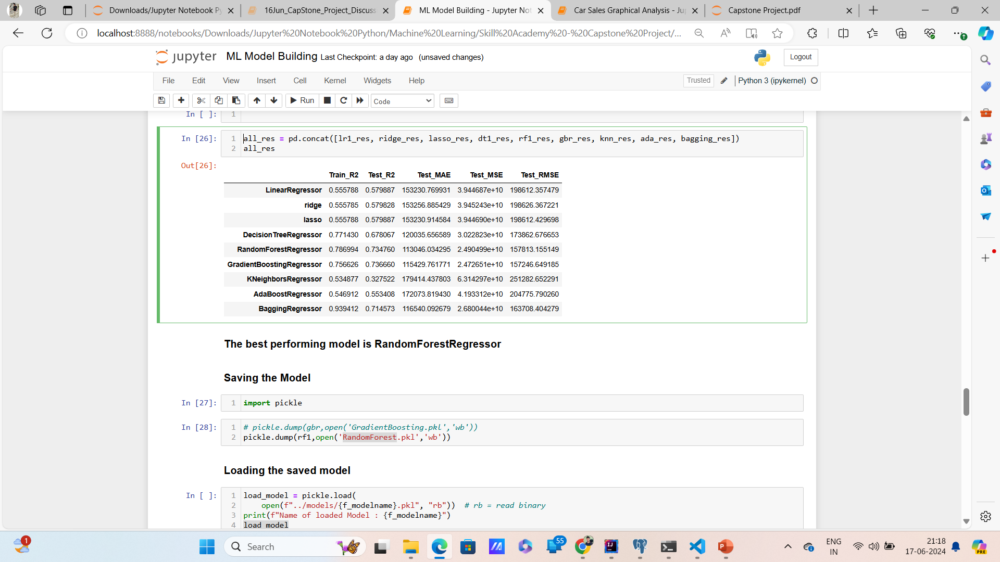 Downloads/Jupyter Notebook Py
16Jun_CapStone_Project_Discuss
ML Model Building - Jupyter Not
Car Sales Graphical Analysis - Ju
Capstone Project.pdf
localhost:8888/notebooks/Downloads/Jupyter%20Notebook%20Python/Machine%20Learning/Skill%20Academy%20-%20Capstone%20Project/...
jupyter ML Model Building Last Checkpoint: a day ago (unsaved changes)
Logout
File Edit View Insert Cell Kernel Widgets Help
Trusted
Python 3 (ipykernel)
Run
Code
In [ ]: 1
In [26]: 1 all_res = pd.concat([lr1_res, ridge_res, lasso_res, dt1_res, rf1_res, gbr_res, knn_res, ada_res, bagging_res])
2 all_res
Out[26]:
Train_R2 Test_R2 Test_MAE Test_MSE Test_RMSE
LinearRegressor 0.555788 0.579887 153230.769931 3.944687e+10 198612.357479
ridge 0.555785 0.579828 153256.885429 3.945243e+10 198626.367221
lasso 0.555788 0.579887 153230.914584 3.944690e+10 198612.429698
DecisionTreeRegressor 0.771430 0.678067 120035.656589 3.022823e+10 173862.676653
RandomForestRegressor 0.786994 0.734760 113046.034295 2.490499e+10 157813.155149
GradientBoostingRegressor 0.756626 0.736660 115429.761771 2.472651e+10 157246.649185
KNeighborsRegressor 0.534877 0.327522 179414.437803 6.314297e+10 251282.652291
AdaBoostRegressor 0.546912 0.553408 172073.819430 4.193312e+10 204775.790260
BaggingRegressor 0.939412 0.714573 116540.092679 2.680044e+10 163708.404279
The best performing model is RandomForestRegressor
Saving the Model
In [27]: 1 import pickle
In [28]: 1 # pickle.dump(gbr,open('GradientBoosting.pkl','wb'))
2 pickle.dump(rf1,open('RandomForest.pkl','wb'))
Loading the saved model
In [ ]: 1 load_model = pickle.load(
2 open(f"../models/{f_modelname}.pkl", "rb")) # rb = read binary
3 print(f"Name of loaded Model : {f_modelname}")
4 load_model
1
Search
55
ENG
IN
21:18
17-06-2024
PRE